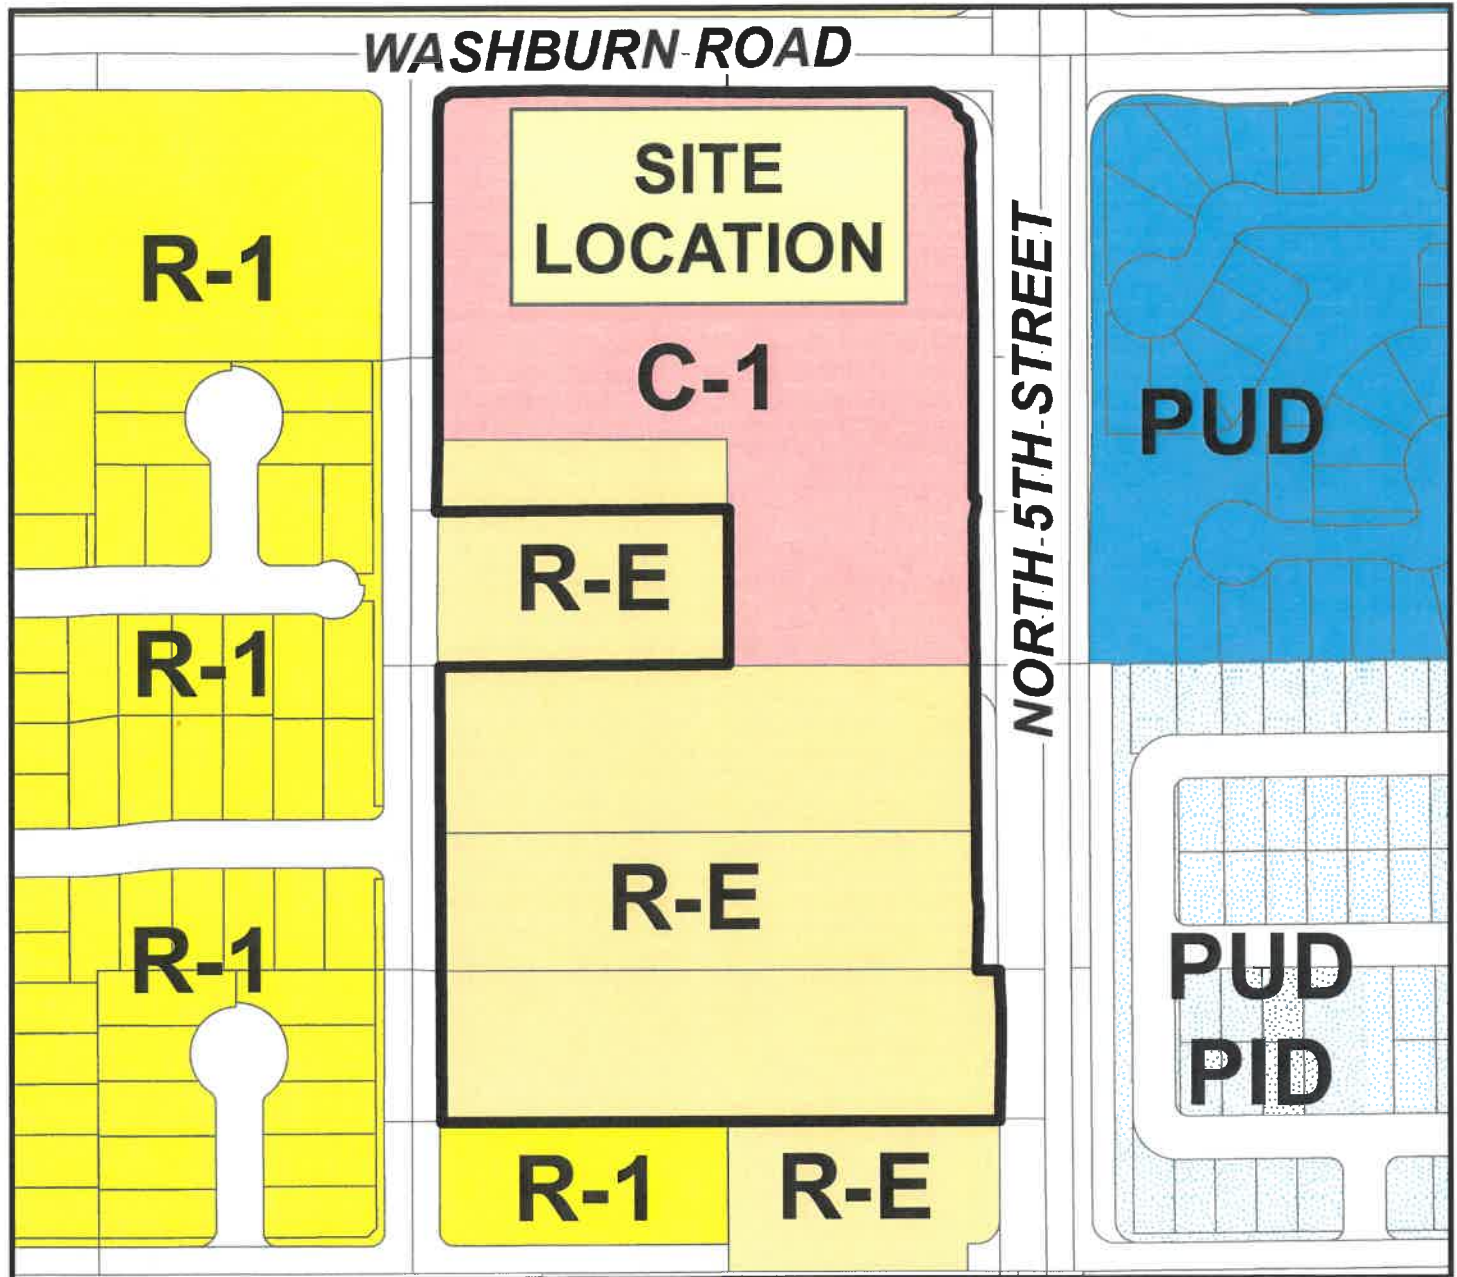 WASHBURN ROAD
SITE
LOCATION
R-1
C-1
NORTH 5TH STREET
PUD
R-E
R-1
R-E
R-1
PUD
PID
R-1
R-E